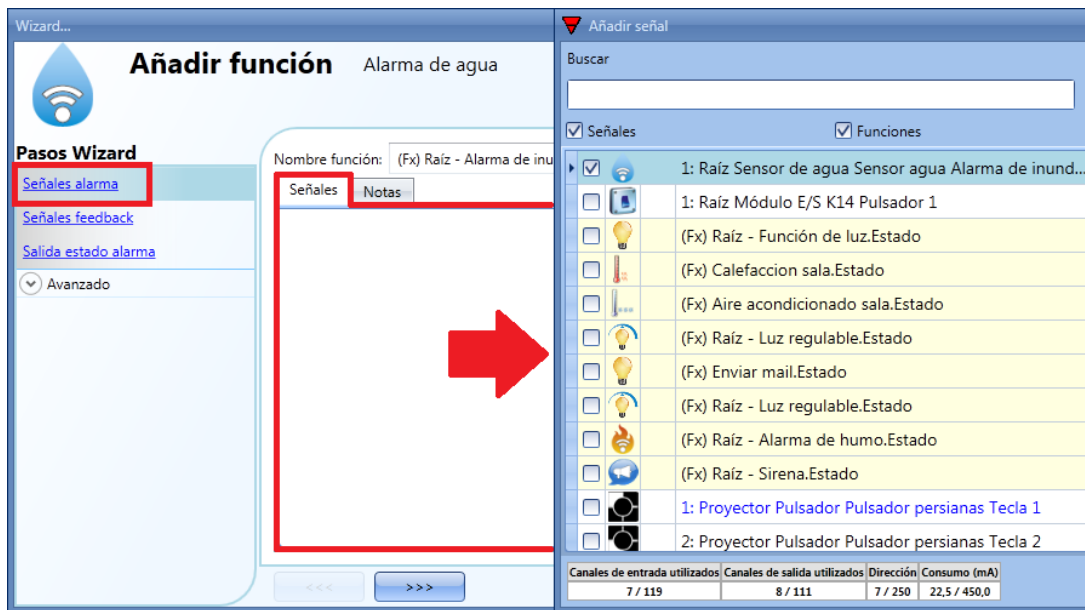 Wizard...
Añadir función
Alarma de agua
Pasos Wizard
Señales alarma
Señales feedback
Salida estado alarma
Avanzado
Nombre función: (Fx) Raíz - Alarma de inu
Señales
Notas
<<<
>>>
Añadir señal
Buscar
Señales
Funciones
1: Raíz Sensor de agua Sensor agua Alarma de inund...
1: Raíz Módulo E/S K14 Pulsador 1
(Fx) Raíz - Función de luz.Estado
(Fx) Calefaccion sala.Estado
(Fx) Aire acondicionado sala.Estado
(Fx) Raíz - Luz regulable.Estado
(Fx) Enviar mail.Estado
(Fx) Raíz - Luz regulable.Estado
(Fx) Raíz - Alarma de humo.Estado
(Fx) Raíz - Sirena.Estado
1: Proyector Pulsador Pulsador persianas Tecla 1
2: Proyector Pulsador Pulsador persianas Tecla 2
Canales de entrada utilizados Canales de salida utilizados Dirección Consumo (mA)
7 / 119 8 / 111 7 / 250 22,5 / 450,0